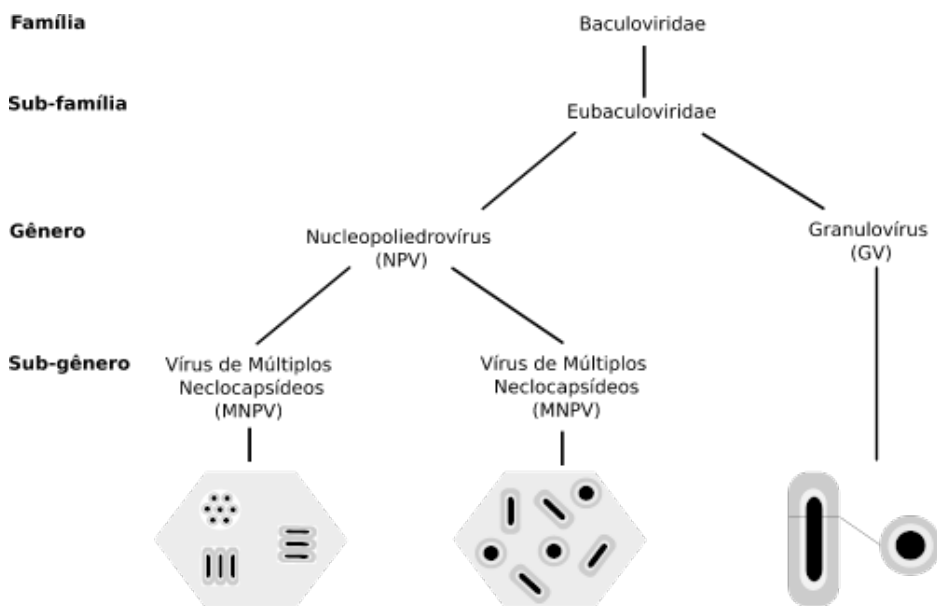 Família
Baculoviridae
Sub-família
Eubaculoviridae
Gênero
Nucleopoliedrovírus
(NPV)
Granulovírus
(GV)
Sub-gênero
Vírus de Múltiplos
Neclocapsídeos
(MNPV)
Vírus de Múltiplos
Neclocapsídeos
(MNPV)